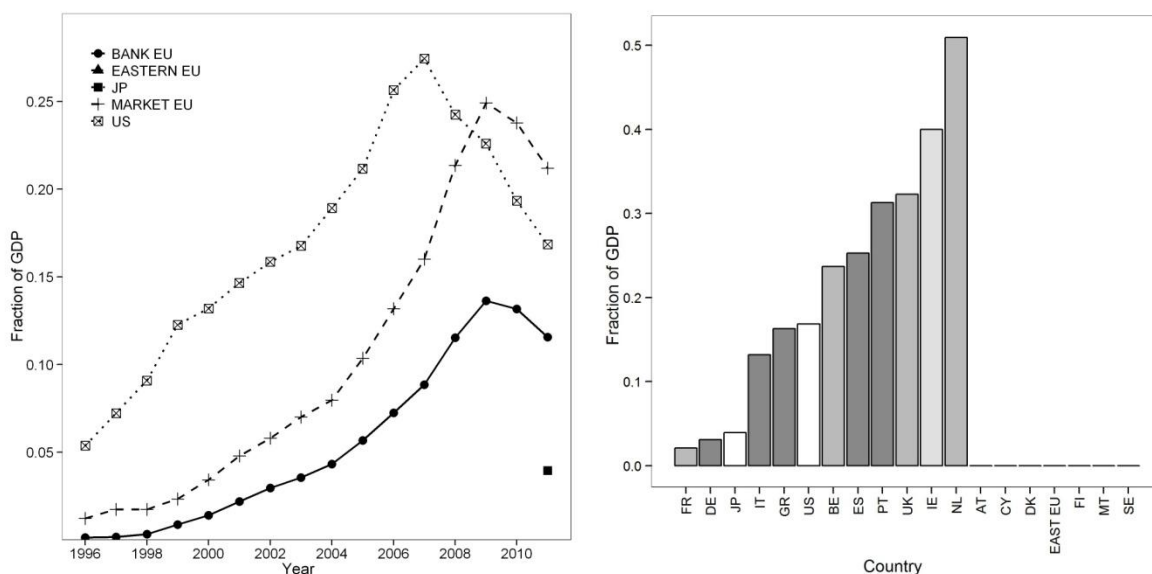 Fraction of GDP
0.25
0.20
0.15
0.10
0.05
BANK EU
EASTERN EU
JP
MARKET EU
US
1996 1998 2000 2002 2004 2006 2008 2010
Year
Fraction of GDP
0.5
0.4
0.3
0.2
0.1
0.0
FR DE JP IT GR US BE ES PT UK IE NL AT CY DK EAST EU FI MT SE
Country